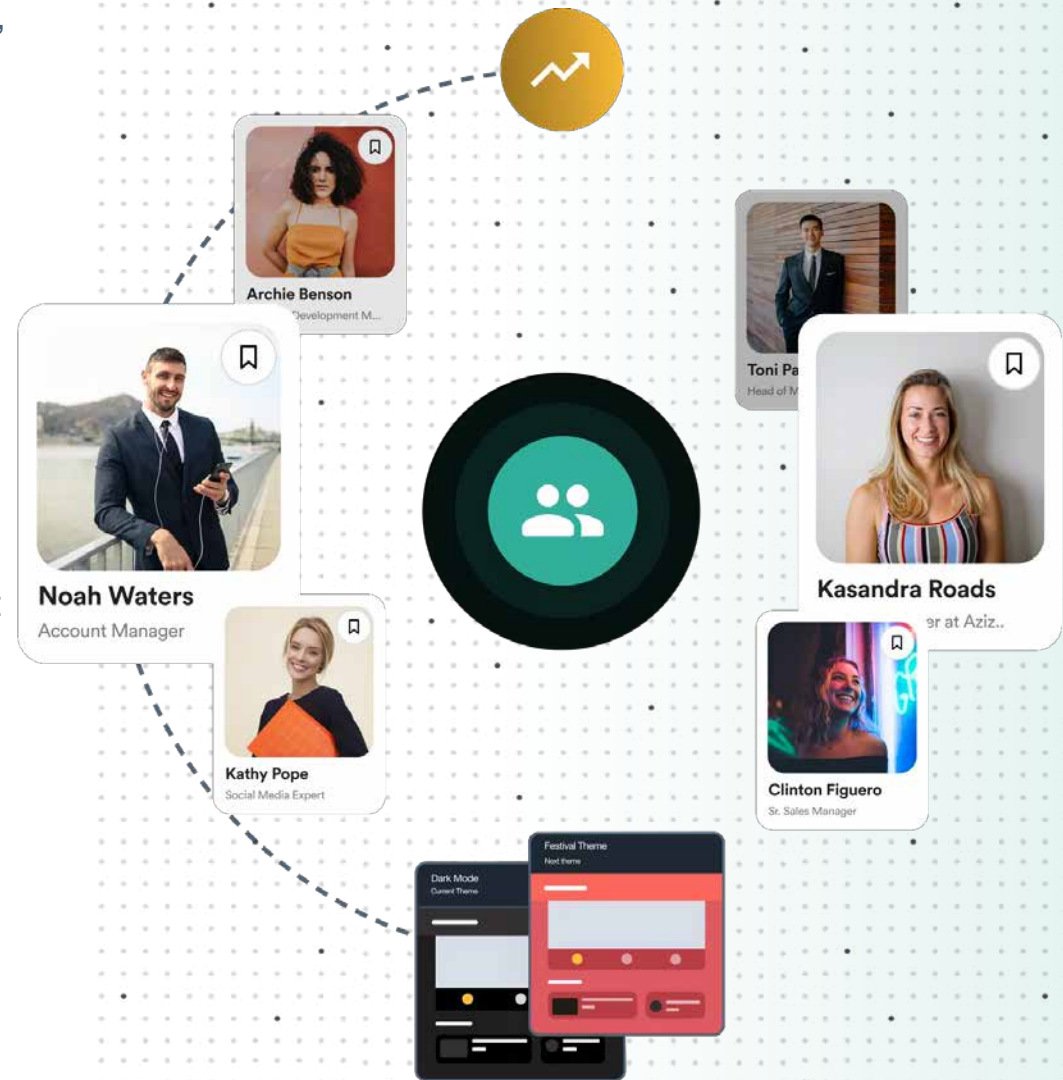 Archie Benson
Development M...
Toni Pa
Head of M
Noah Waters
Account Manager
Kasandra Roads
er at Aziz..
Kathy Pope
Social Media Expert
Clinton Figuero
Sr. Sales Manager
Festival Theme
Next theme
Dark Mode
Current Theme